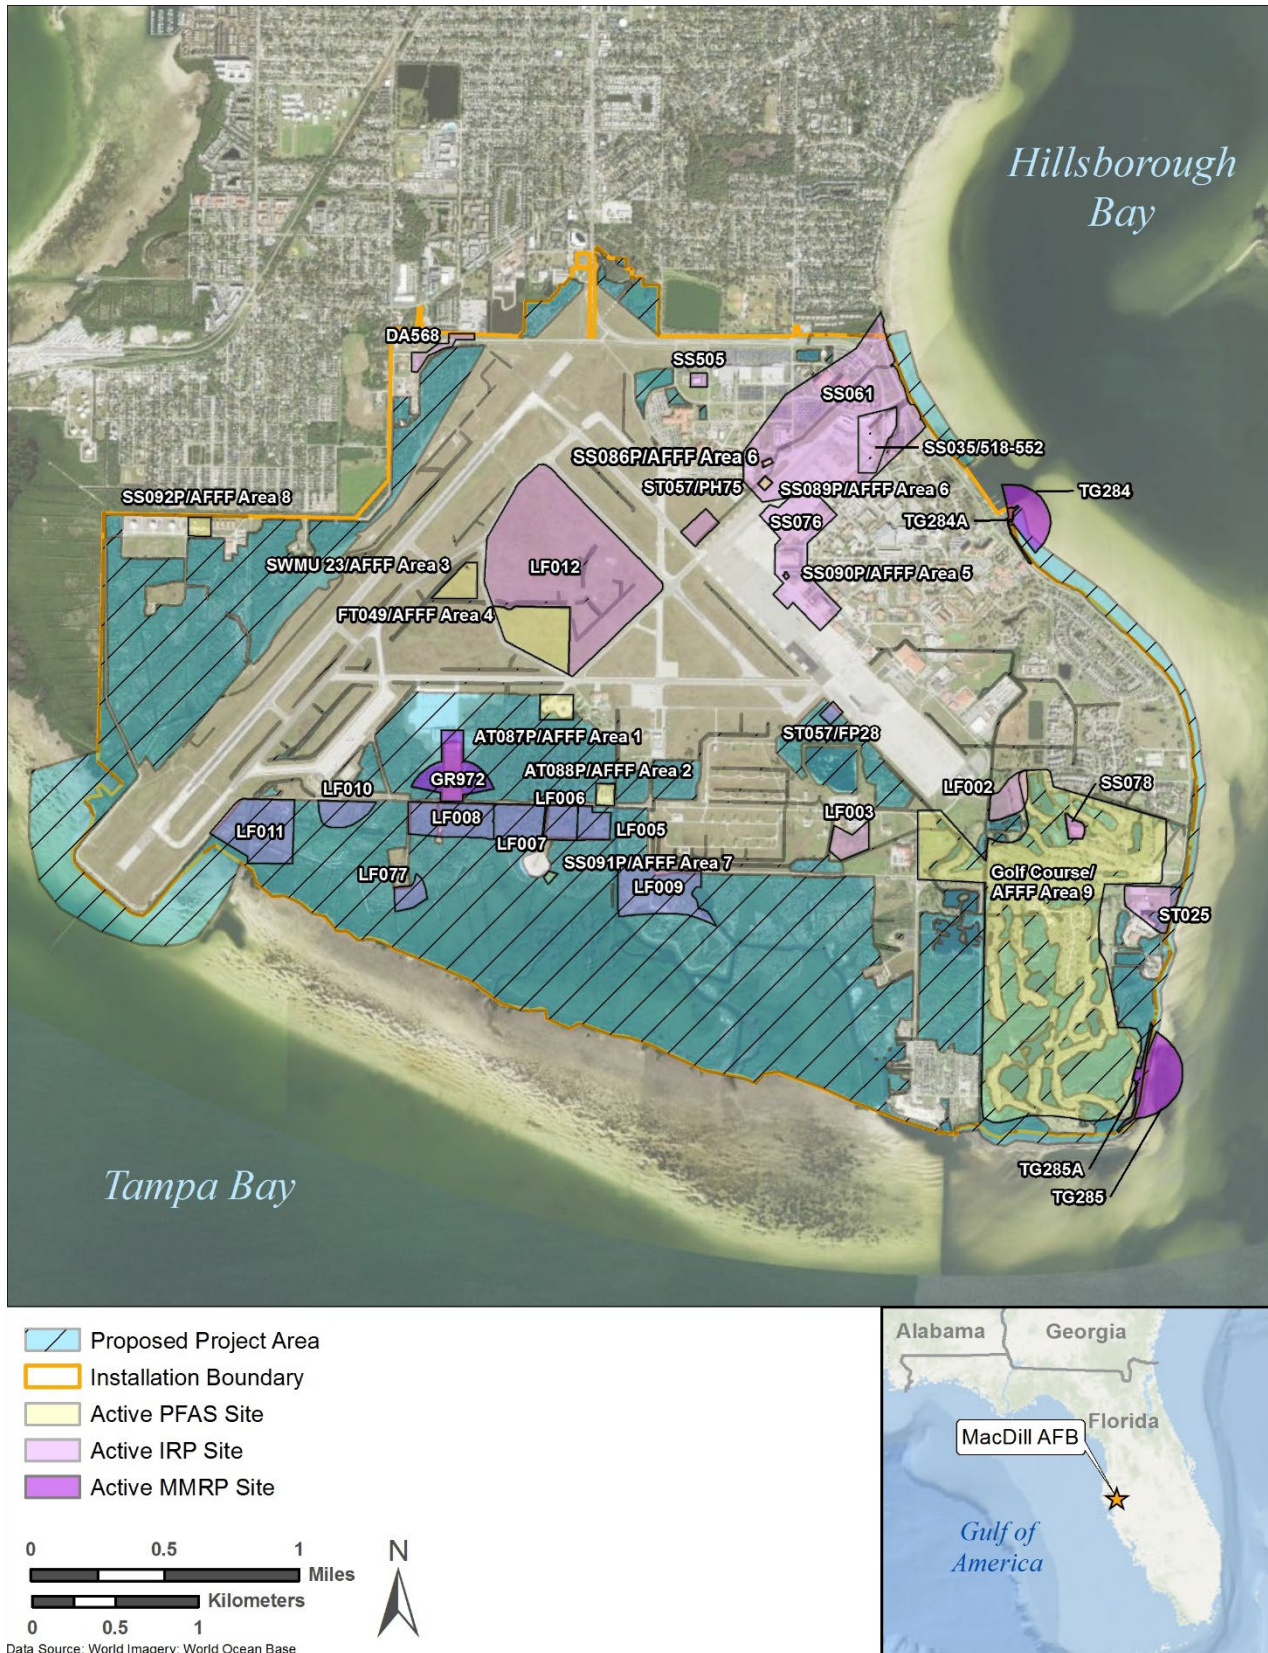 Hillsborough
Bay
DA568
SS505
SS061
SS035/518-552
SS086P/AFFF Area 6
ST057/PH75
SS089P/AFFF Area 6
TG284
SS092P/AFFF Area 8
SS076
TG284A
SWMU 23/AFFF Area 3
LF012
SS090P/AFFF Area 5
FT049/AFFF Area 4
AT087P/AFFF Area 1
ST057/FP28
AT088P/AFFF Area 2
GR972
LF010
LF006
LF002
SS078
LF003
LF011
LF008
LF007
LF005
SS091P/AFFF Area 7
LF077
LF009
Golf Course/
AFFF Area 9
ST025
TG285A
TG285
Tampa Bay
Proposed Project Area
Installation Boundary
Active PFAS Site
Active IRP Site
Active MMRP Site
0 0.5 1
Miles
Kilometers
0 0.5 1
N
Data Source: World Imagery; World Ocean Base
Alabama
Georgia
Florida
MacDill AFB
Gulf of
America